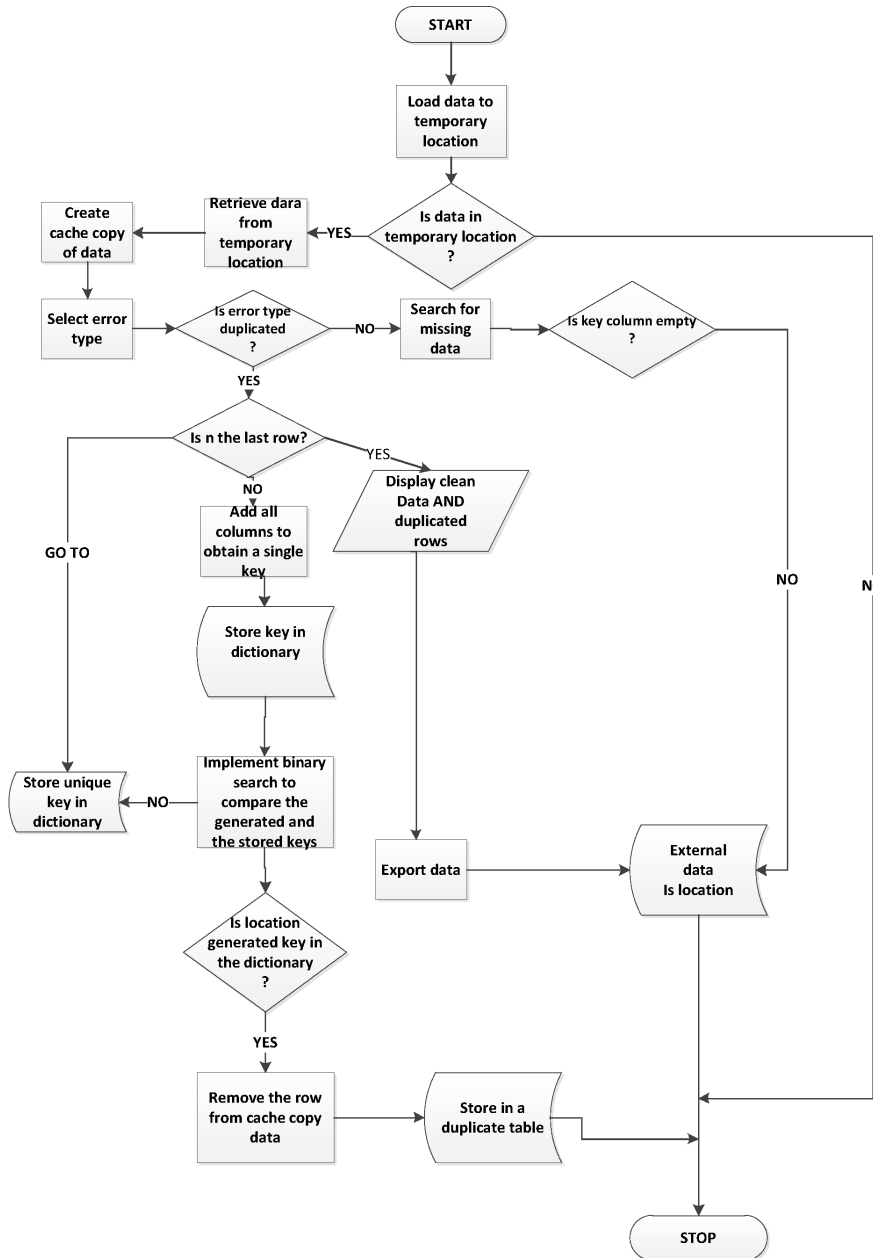 START
Load data to
temporary
location
Is data in
temporary location
?
YES
Retrieve dara
from
temporary
location
Create
cache copy
of data
Select error
type
Is error type
duplicated
?
NO
Search for
missing
data
Is key column empty
?
YES
Is n the last row?
YES
Display clean
Data AND
duplicated
rows
NO
Add all
columns to
obtain a single
key
GO TO
NO
N
Store key in
dictionary
Implement binary
search to
compare the
generated and
the stored keys
NO
Store unique
key in
dictionary
Export data
External
data
Is location
Is location
generated key in
the dictionary
?
YES
Remove the row
from cache copy
data
Store in a
duplicate table
STOP